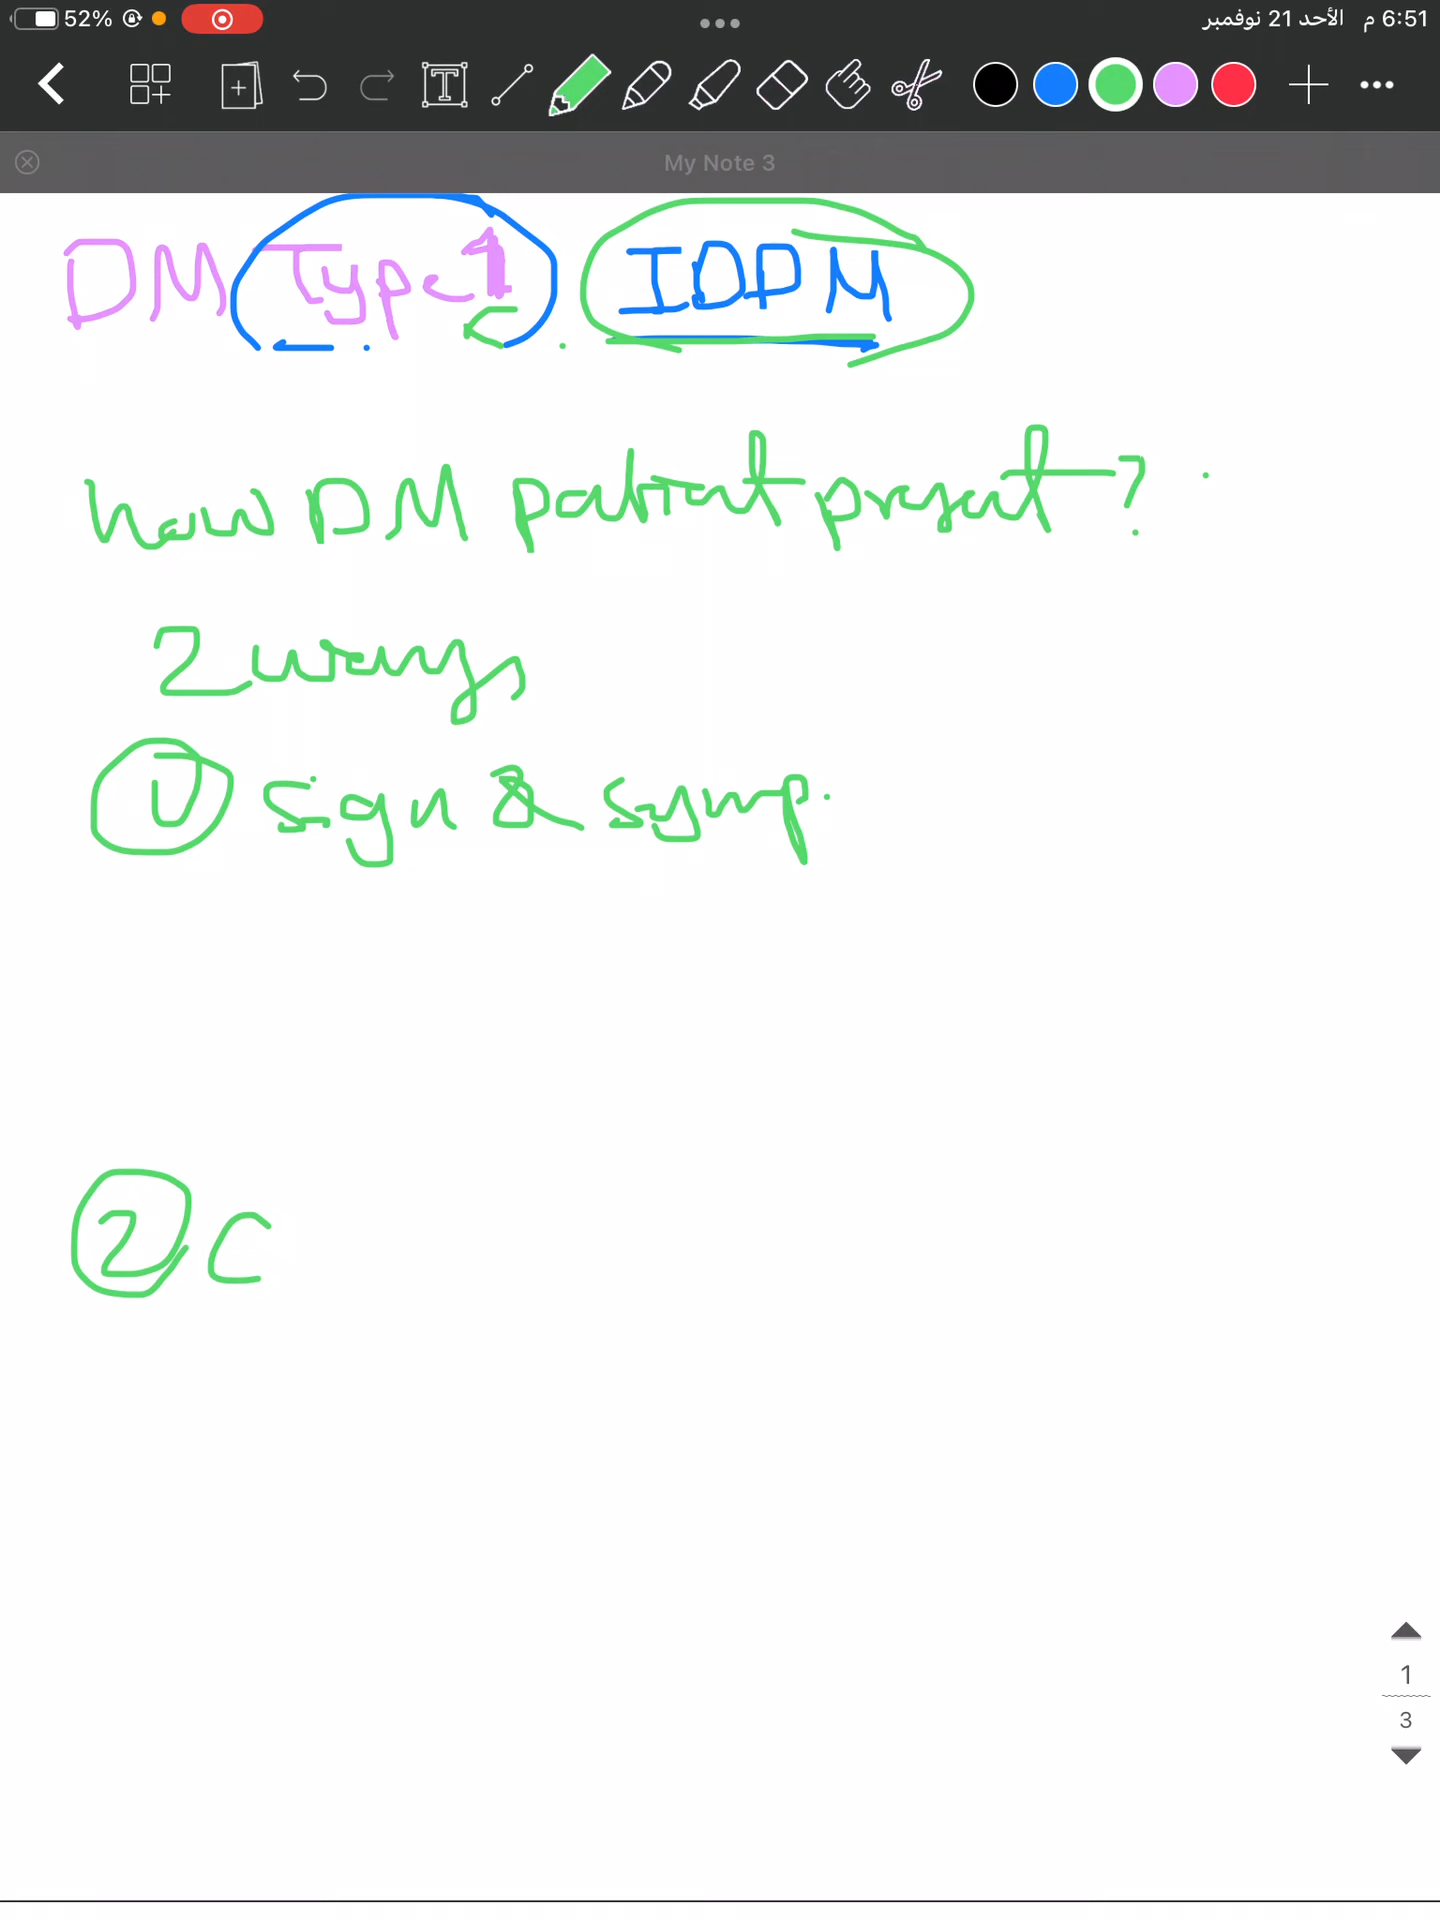 52% 6:51 م الأحد 21 نوفمبر
T
My Note 3
DM Type 1 IDDM
how DM patient present ?
2 ways
1 sign & symp.
2 C
1
3